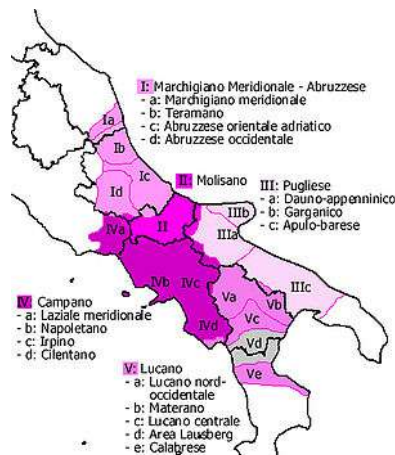 I: Marchigiano Meridionale - Abruzzese
- a: Marchigiano meridionale
- b: Teramano
- c: Abruzzese orientale adriatico
- d: Abruzzese occidentale
Ia
Ib
Ic
Id
II: Molisano
III: Pugliese
- a: Dauno-appenninico
- b: Garganico
- c: Apulo-barese
IIIb
IVa
II
IIIa
IVb
IVc
IIIc
Va
Vb
Vc
IVd
Vd
Ve
IV: Campano
- a: Laziale meridionale
- b: Napoletano
- c: Irpino
- d: Cilentano
V: Lucano
- a: Lucano nord-
occidentale
- b: Materano
- c: Lucano centrale
- d: Area Lausberg
- e: Calabrese